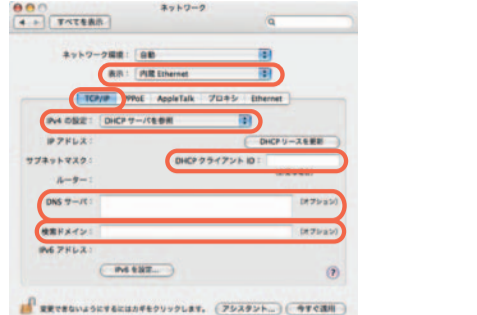 ネットワーク
すべてを表示
ネットワーク環境： 自動
表示： 内蔵 Ethernet
TCP/IP PPPoE AppleTalk プロキシ Ethernet
IPv4 の設定： DHCP サーバを参照
IP アドレス： DHCP リースを更新
サブネットマスク： DHCP クライアント ID：
ルーター：
DNS サーバ： （オプション）
検索ドメイン： （オプション）
IPv6 アドレス：
IPv6 を設定...
?
変更できないようにするにはカギをクリックします。 アシスタント... 今すぐ適用